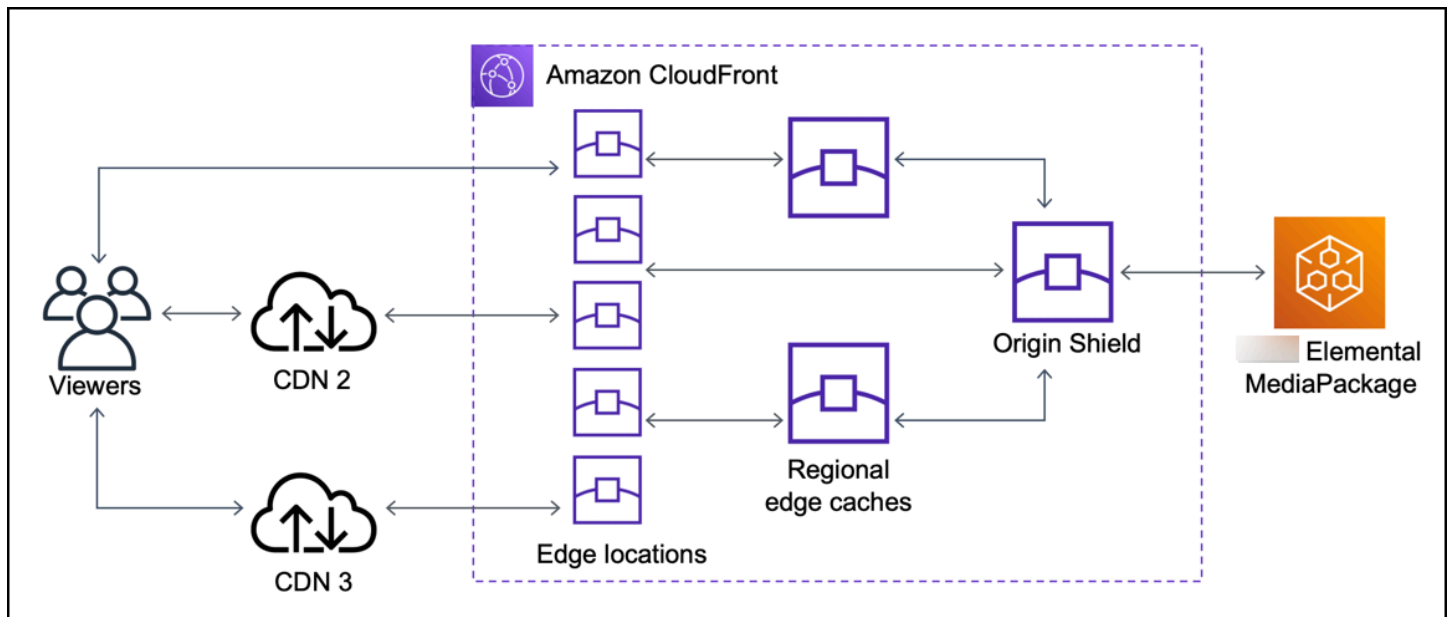 Amazon CloudFront
Viewers
CDN 2
CDN 3
Edge locations
Regional
edge caches
Origin Shield
Elemental
MediaPackage